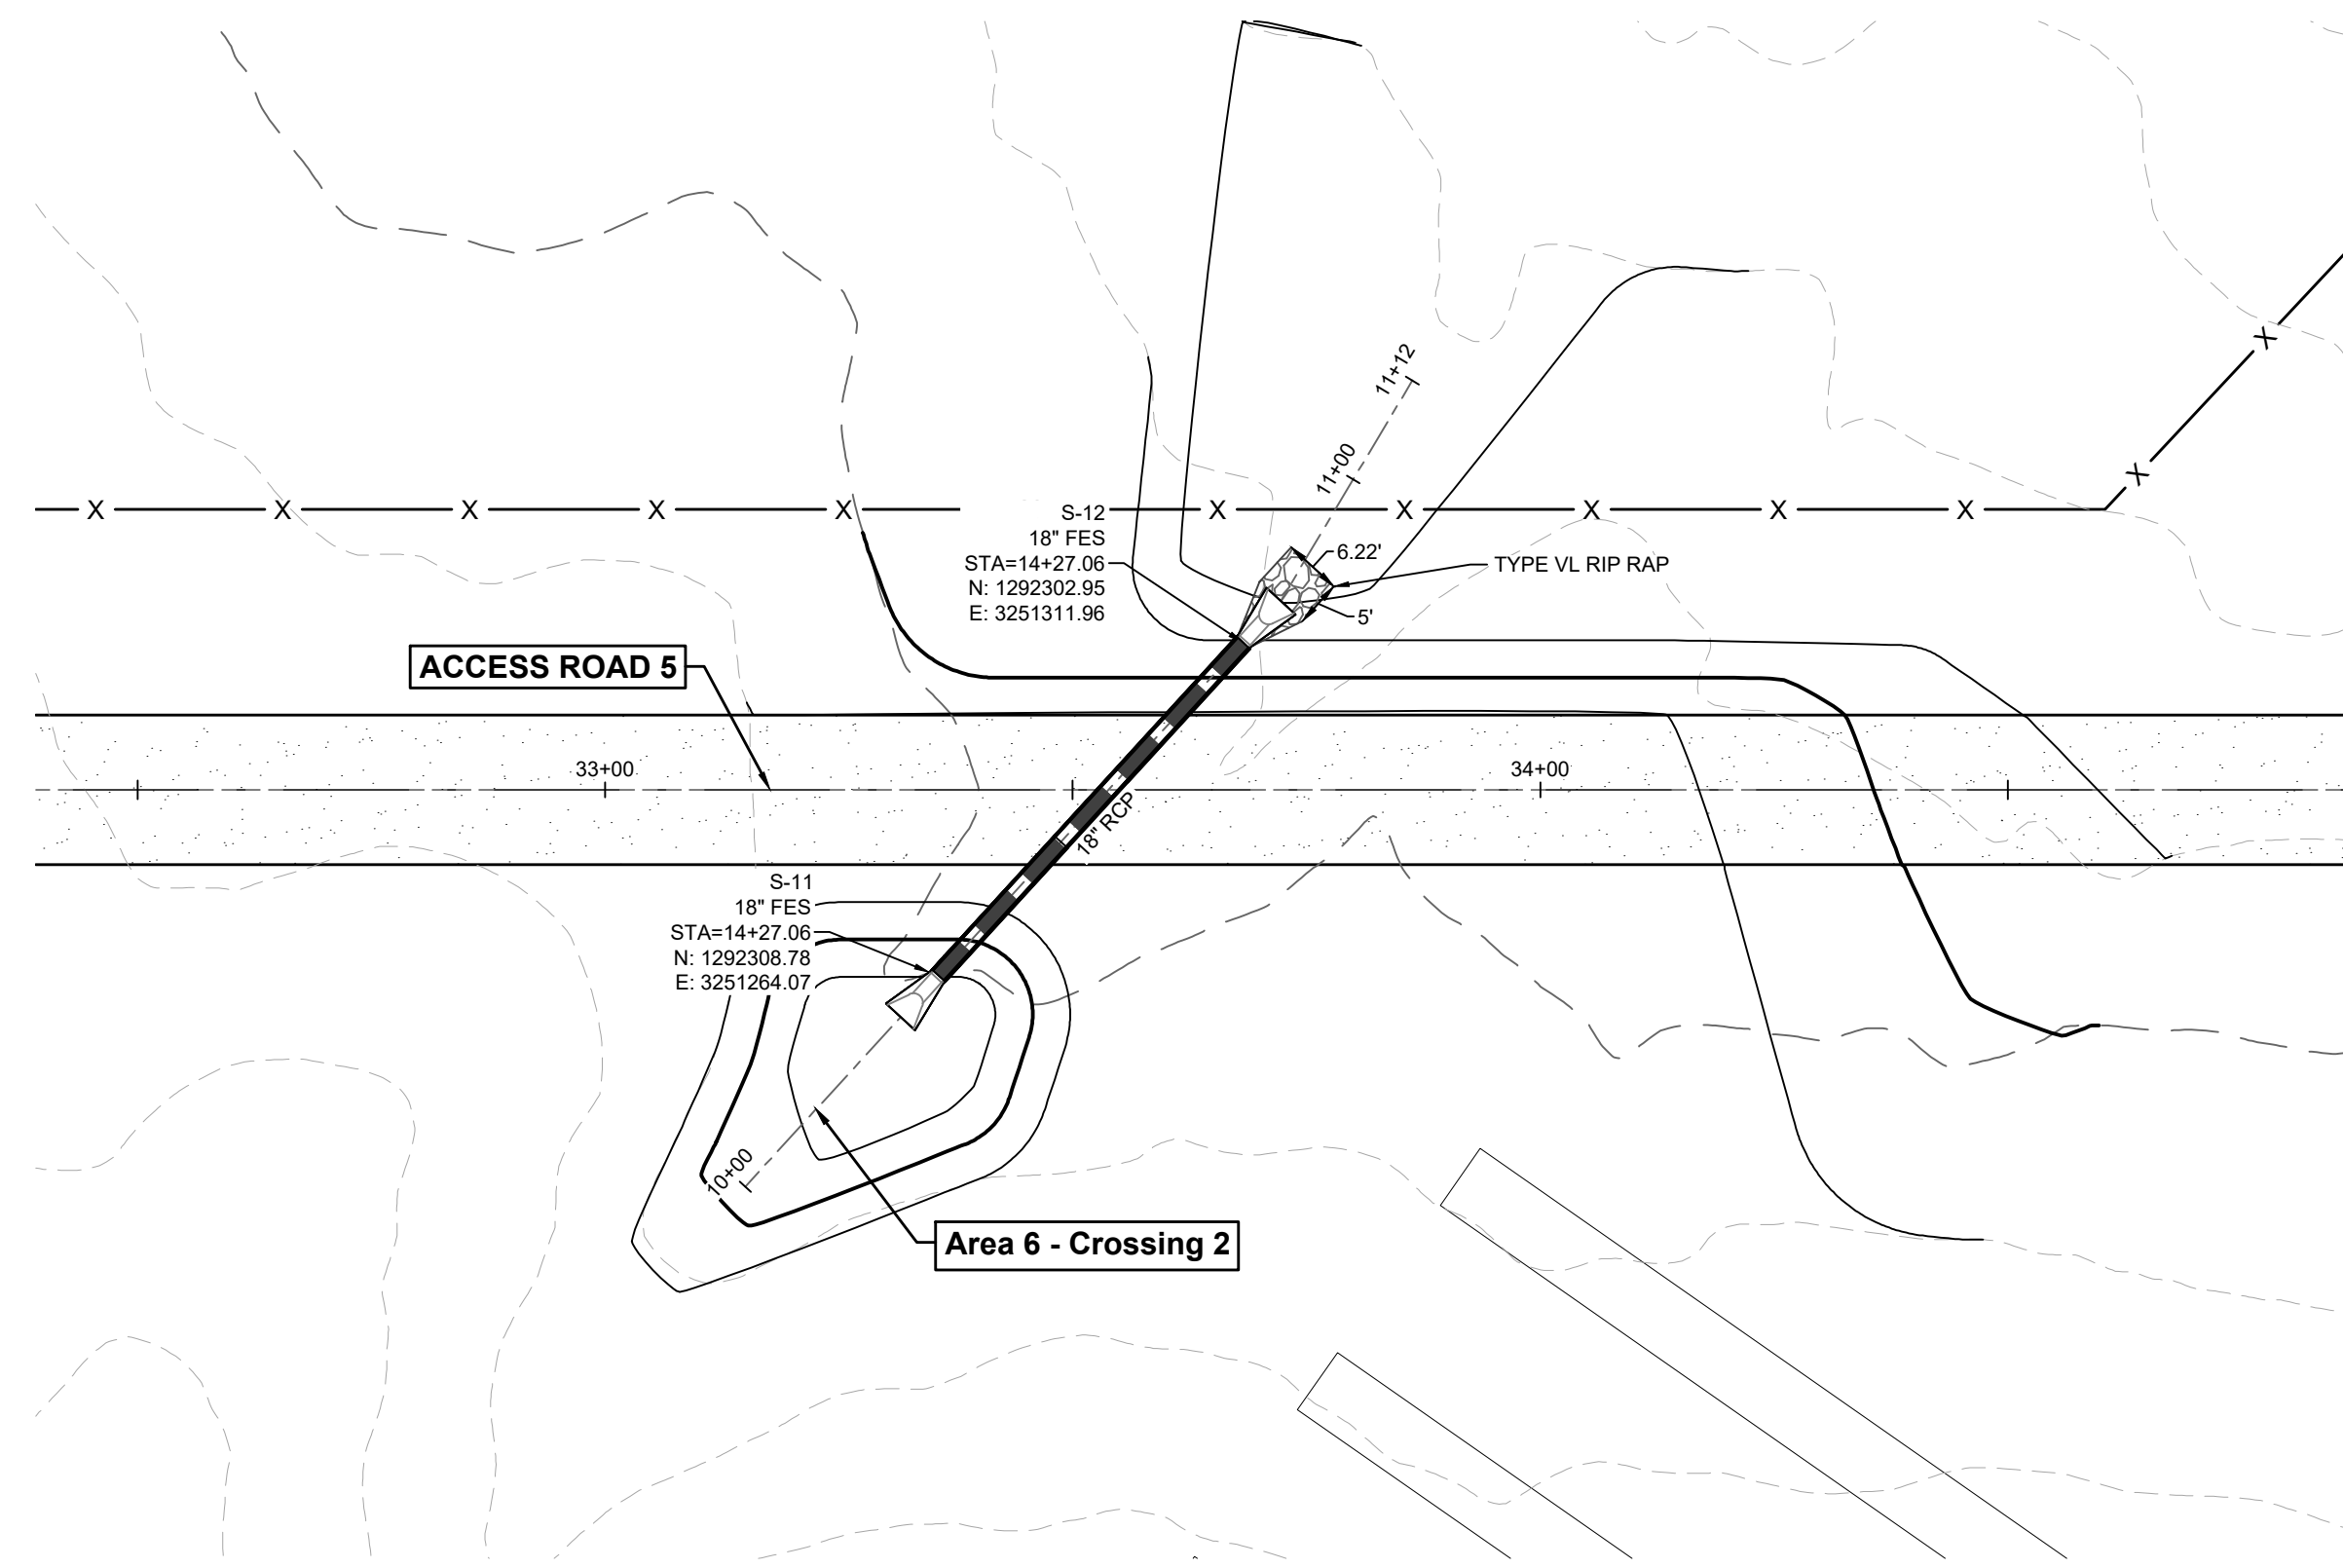 11+12
11+00
X X X X X X X X X X X
S-12
18" FES
STA=14+27.06
N: 1292302.95
E: 3251311.96
6.22'
TYPE VL RIP RAP
5'
ACCESS ROAD 5
33+00
34+00
18" RCP
S-11
18" FES
STA=14+27.06
N: 1292308.78
E: 3251264.07
10+00
Area 6 - Crossing 2